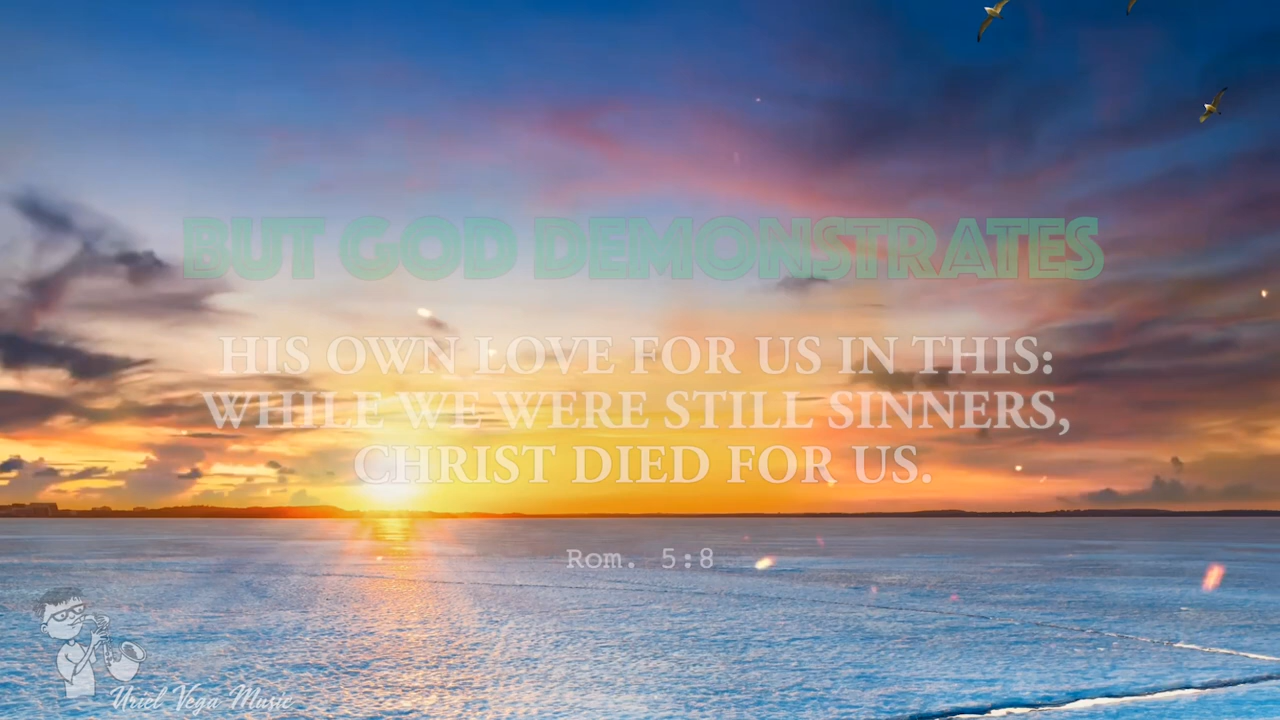 BUT GOD DEMONSTRATES
HIS OWN LOVE FOR US IN THIS:
WHILE WE WERE STILL SINNERS,
CHRIST DIED FOR US.
Rom. 5:8
Uriel Vega Music